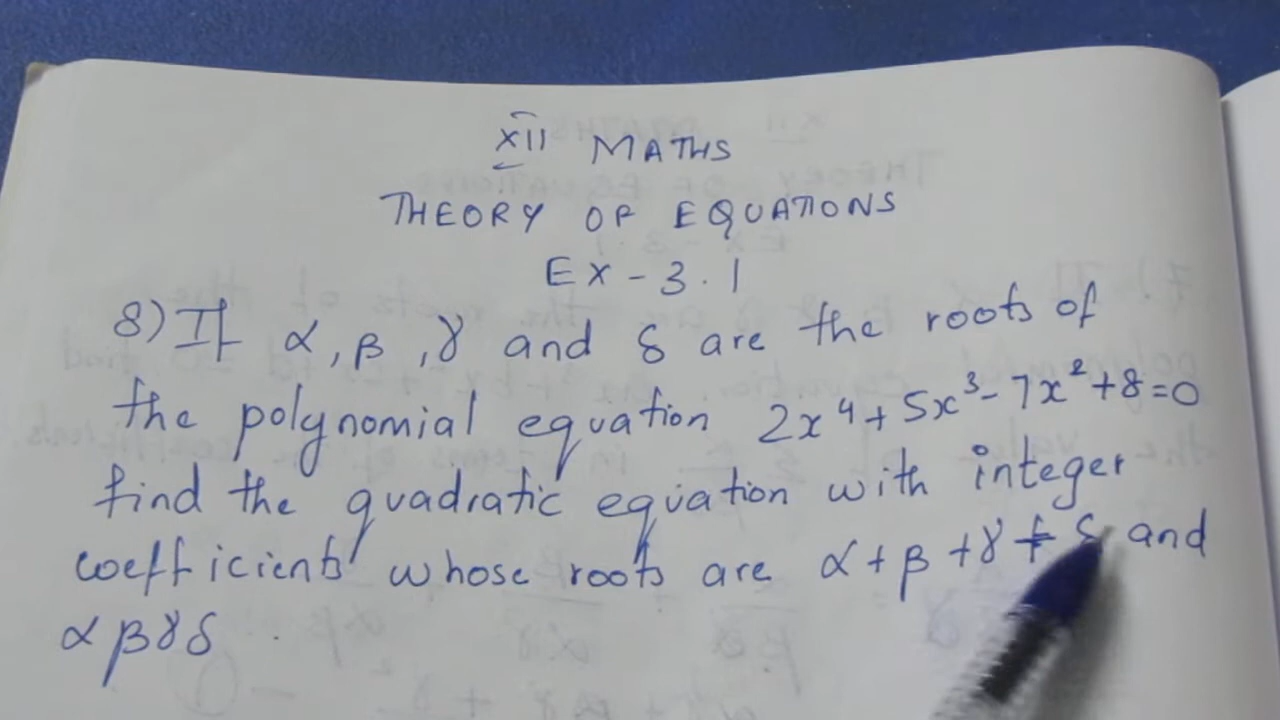 XII MATHS
THEORY OF EQUATIONS
EX-3.1
8) If α, β, γ and δ are the roots of
the polynomial equation 2x⁴+5x³-7x²+8=0
find the quadratic equation with integer
coefficients whose roots are α+β+γ+δ and
αβγδ.